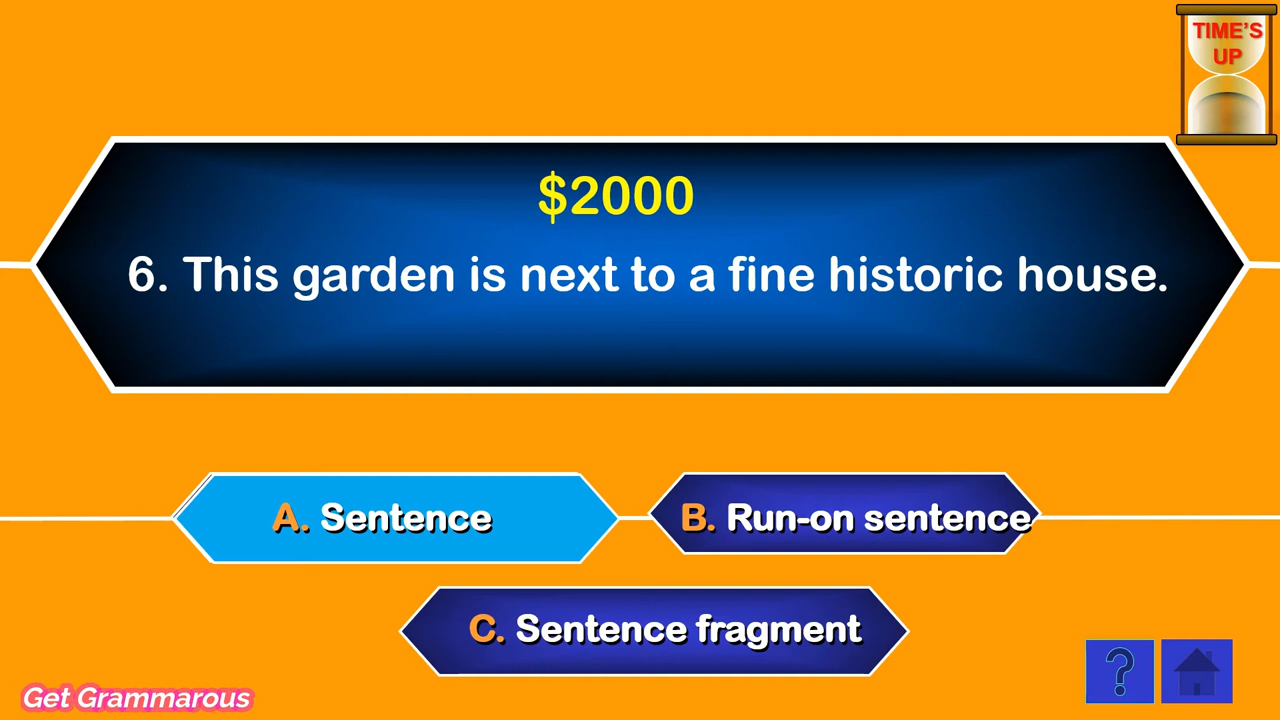 TIME'S
UP
$2000
6. This garden is next to a fine historic house.
A. Sentence
B. Run-on sentence
C. Sentence fragment
?
Get Grammarous